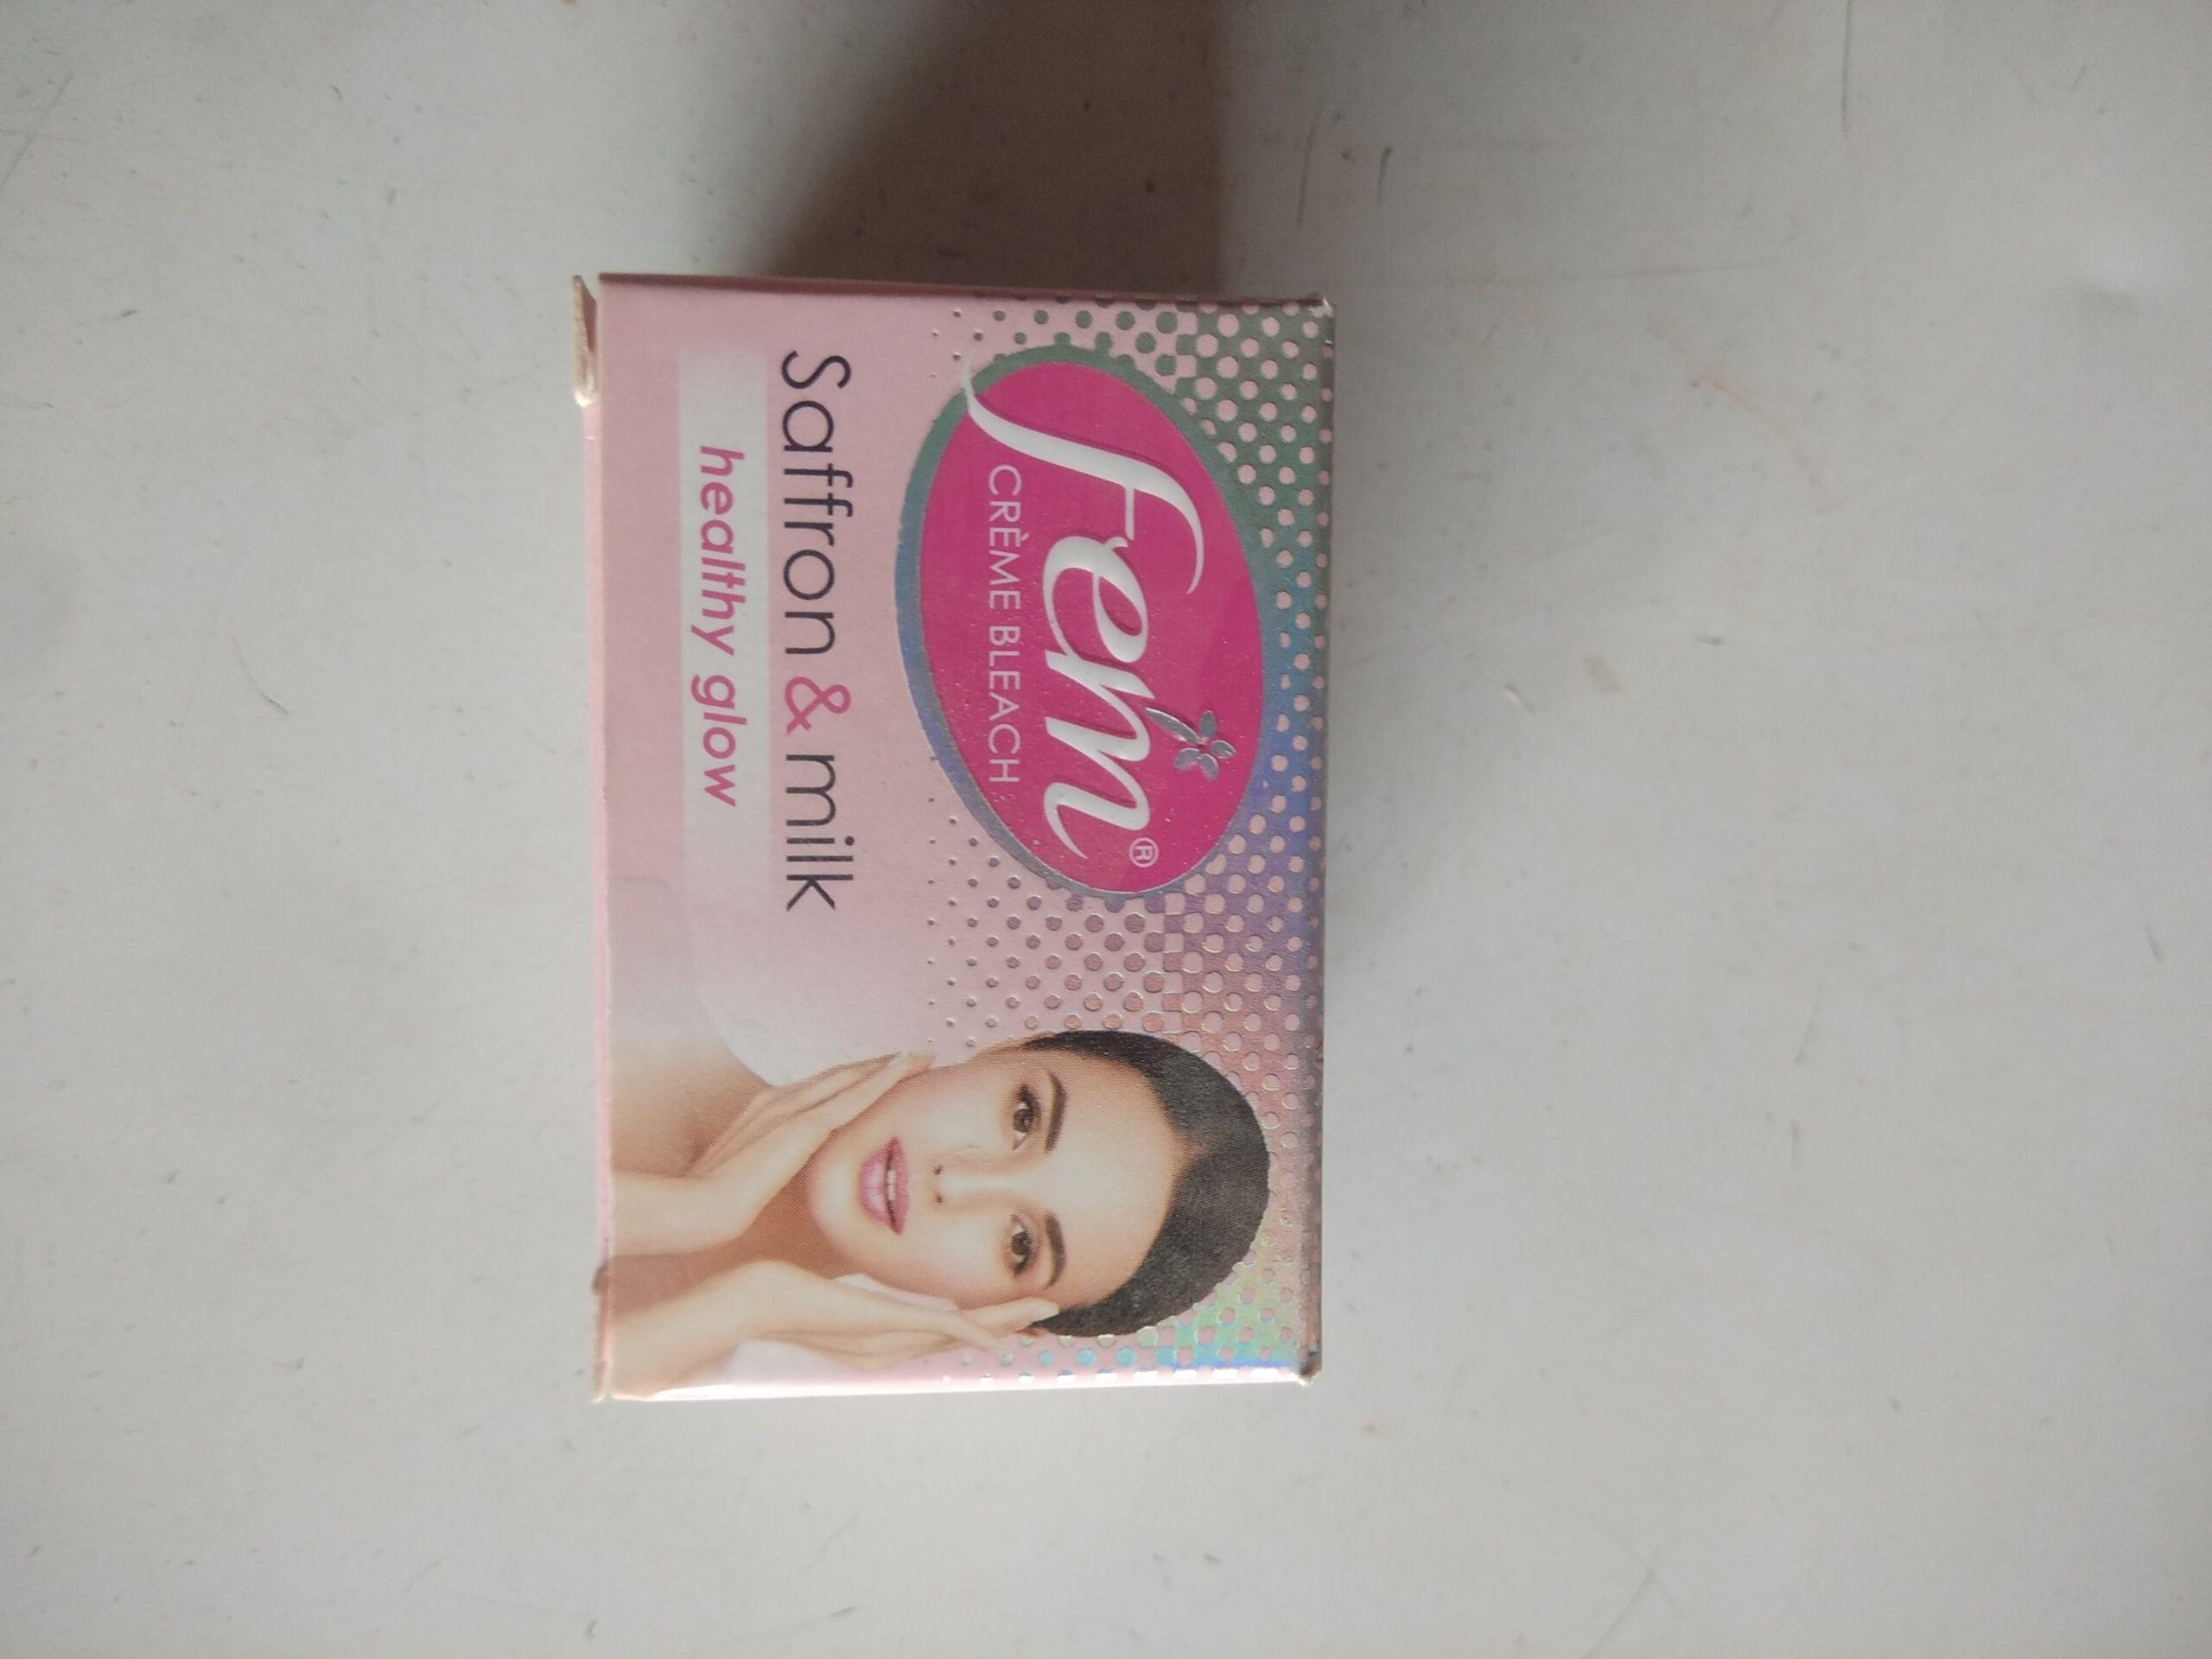 Fem®
CRÈME BLEACH
Saffron & milk
healthy glow